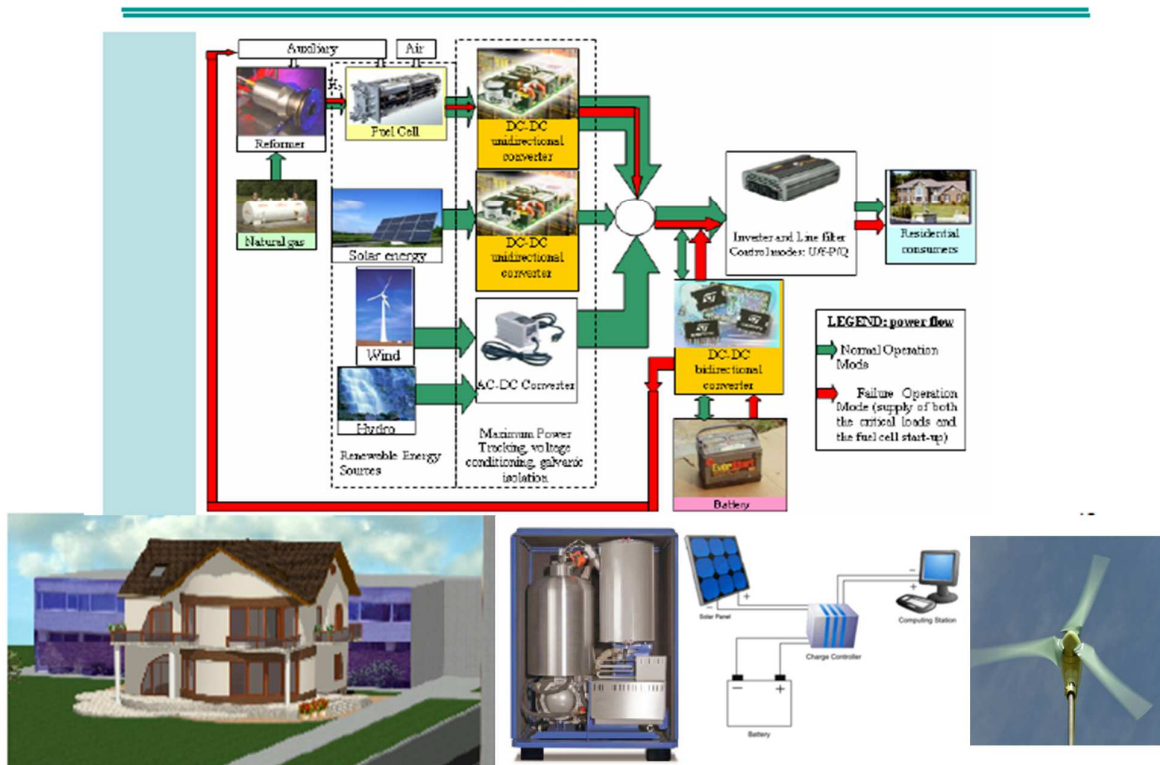 Auxiliary
Air
H₂
Reformer
Fuel Cell
DC-DC
unidirectional
converter
Natural gas
Solar energy
DC-DC
unidirectional
converter
Inverter and Line filter
Control modes: U/f-P/Q
Residential
consumers
Wind
AC-DC Converter
DC-DC
bidirectional
converter
LEGEND: power flow
Normal Operation
Mode
Failure Operation
Mode (supply of both
the critical loads and
the fuel cell start-up)
Hydro
Renewable Energy
Sources
Maximum Power
Tracking, voltage
conditioning, galvanic
isolation
EverStart
Battery
Solar Panel
Computing Station
Charge Controller
Battery